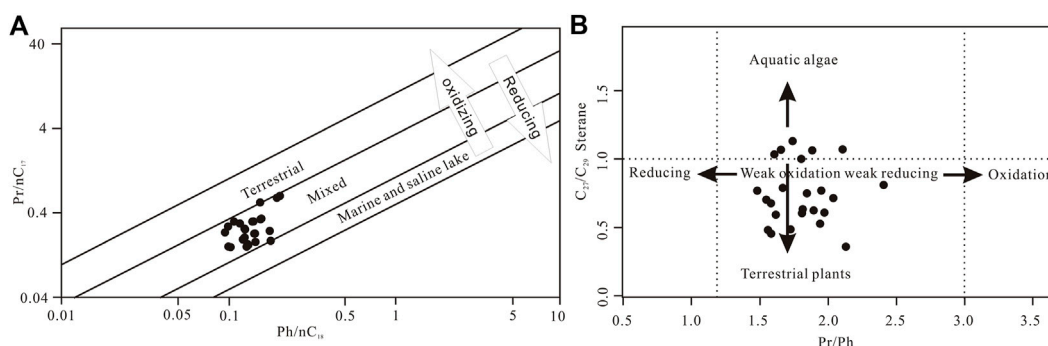 A
40
4
0.4
0.04
Pr/nC₁₇
0.01
0.05
0.1
0.5
1
5
10
Ph/nC₁₈
Terrestrial
Mixed
Marine and saline lake
oxidizing
Reducing
B
C₂₇/C₂₉ Sterane
1.5
1.0
0.5
0.0
0.5
1.0
1.5
2.0
2.5
3.0
3.5
Pr/Ph
Aquatic algae
Reducing
Weak oxidation weak reducing
Oxidation
Terrestrial plants